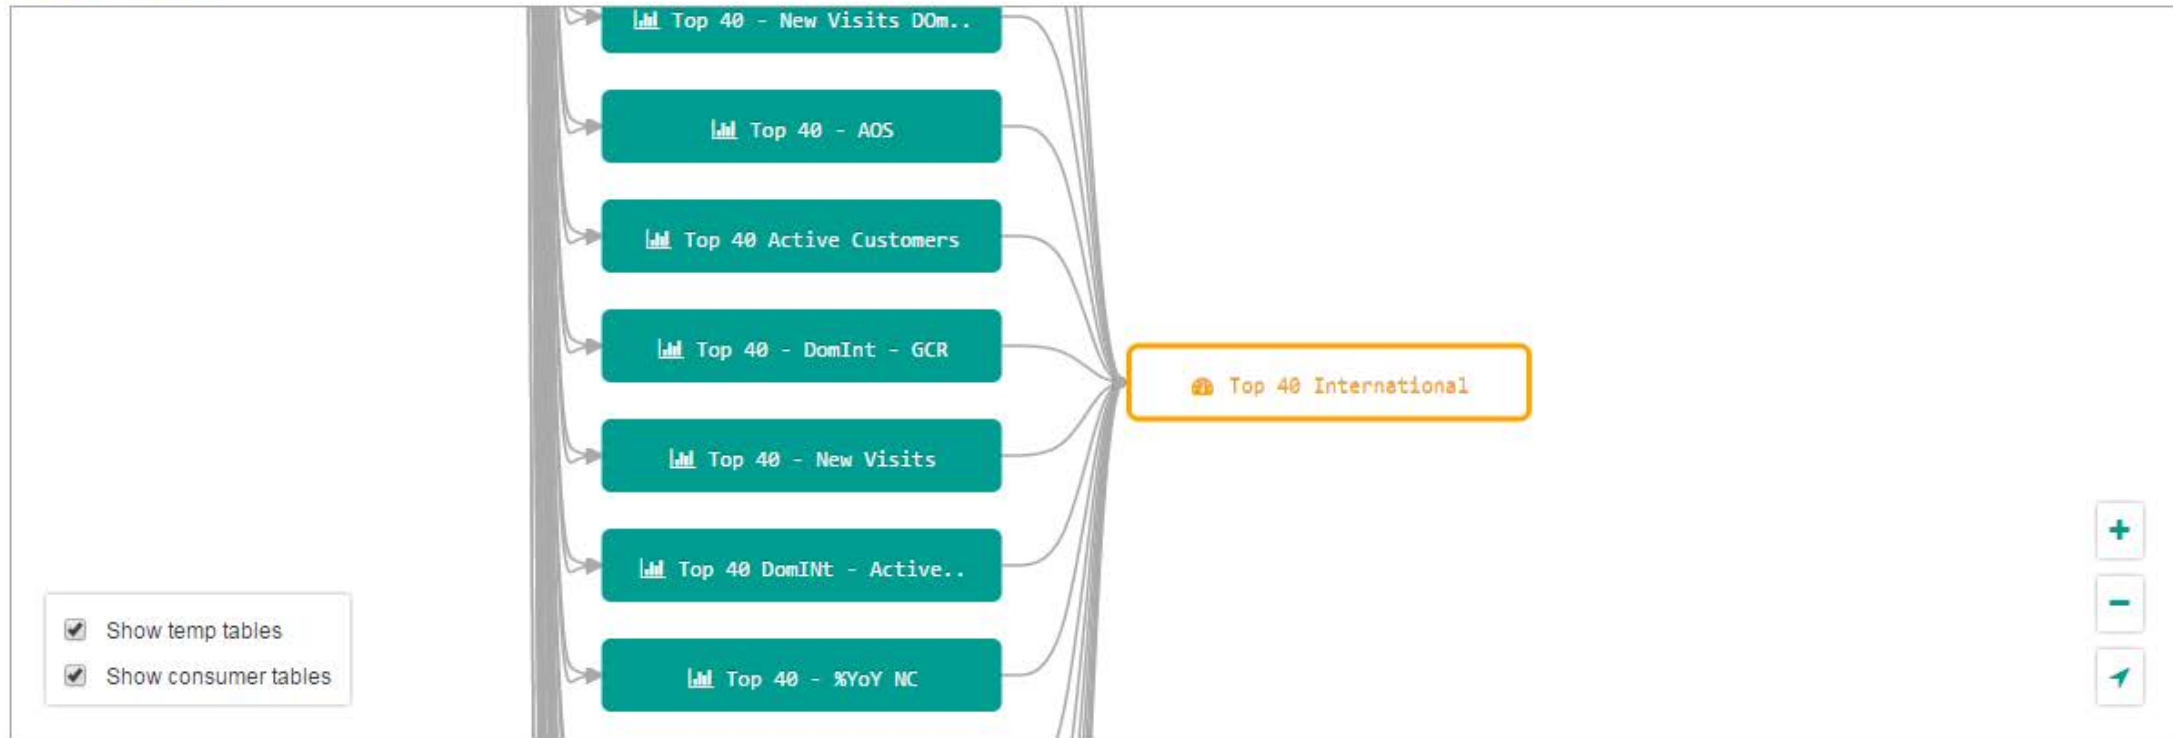 Top 40 - New Visits DOm..
Top 40 - AOS
Top 40 Active Customers
Top 40 - DomInt - GCR
Top 40 International
Top 40 - New Visits
Top 40 DomINt - Active..
Top 40 - %YoY NC
Show temp tables
Show consumer tables